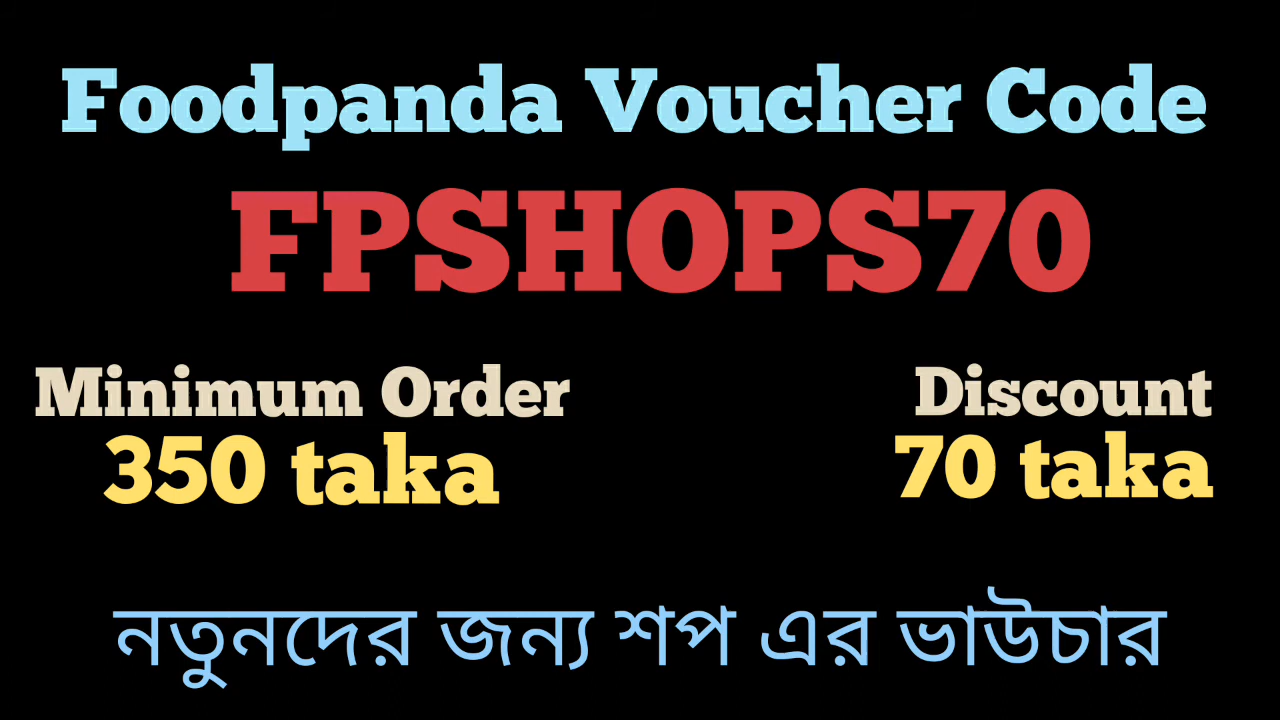 Foodpanda Voucher Code
FPSHOPS70
Minimum Order
350 taka
Discount
70 taka
নতুনদের জন্য শপ এর ভাউচার